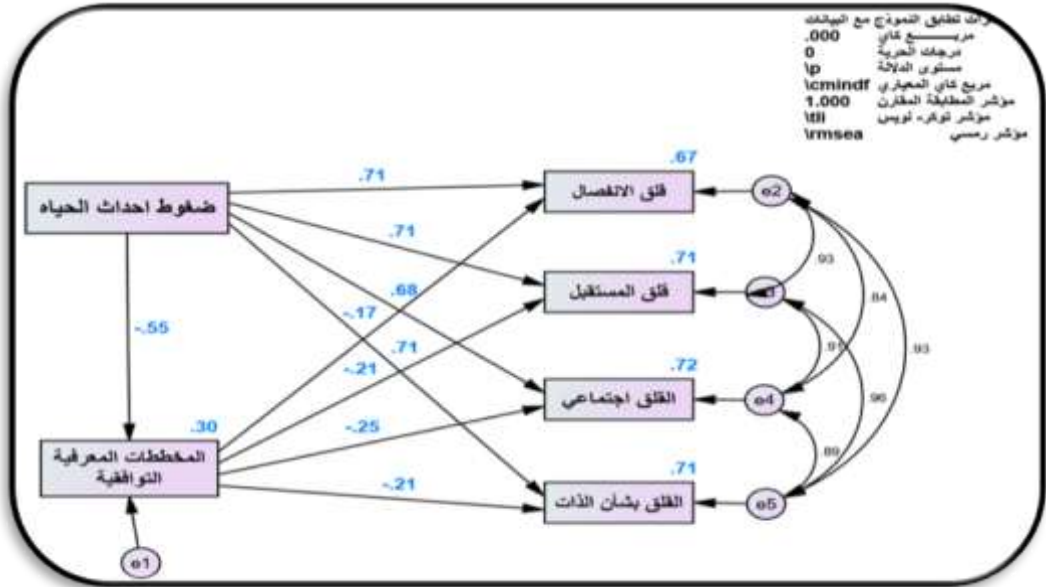 تطابق النموذج مع البيانات
مربـــــــع كاي .000
درجات الحرية 0
مستوى الدلالة \p
مربع كاي المعياري \cmindf
مؤشر المطابقة المقارن 1.000
مؤشر توكر- لويس \tli
مؤشر رمسي \rmsea
.67
.71
قلق الانفصال
e2
ضغوط احداث الحياه
.71
.71
.93
قلق المستقبل
.68
.84
-.17
-.55
.71
.91
.93
-.21
.72
القلق اجتماعي
e4
.96
.30
-.25
المخططات المعرفية
التوافقية
.89
.71
-.21
القلق بشأن الذات
e5
e1